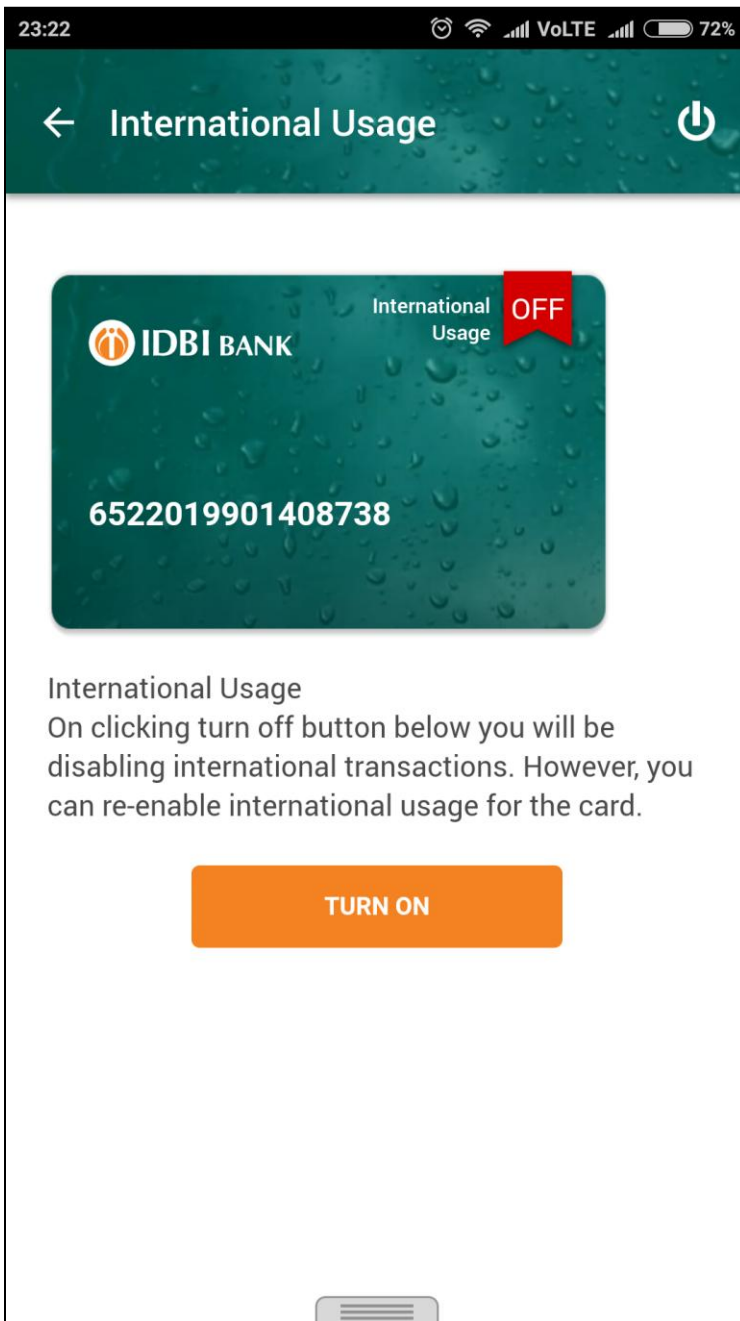 23:22 VoLTE 72%
International Usage
International OFF
Usage
IDBI BANK
6522019901408738
International Usage
On clicking turn off button below you will be
disabling international transactions. However, you
can re-enable international usage for the card.
TURN ON